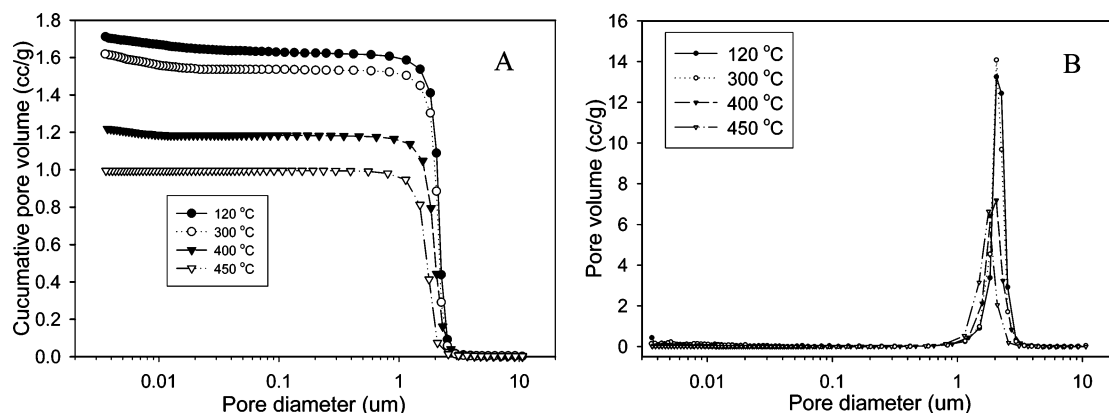 A
Cucumative pore volume (cc/g)
1.8
1.6
1.4
1.2
1.0
0.8
0.6
0.4
0.2
0.0
120 °C
300 °C
400 °C
450 °C
0.01
0.1
1
10
Pore diameter (um)
B
Pore volume (cc/g)
16
14
12
10
8
6
4
2
0
120 °C
300 °C
400 °C
450 °C
0.01
0.1
1
10
Pore diameter (um)